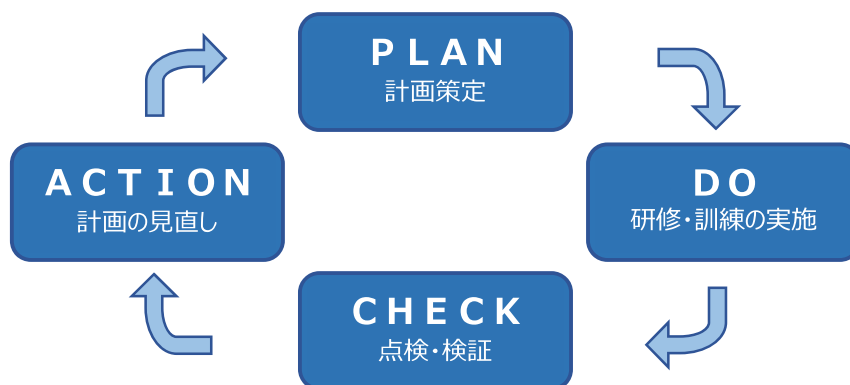 PLAN
計画策定
ACTION
計画の見直し
DO
研修・訓練の実施
CHECK
点検・検証